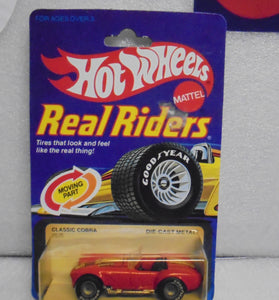 FOR AGES OVER 3.
Hot Wheels
MATTEL
Real Riders
Tires that look and feel
like the real thing!
MOVING
PART
GOOD YEAR
CLASSIC COBRA
DIE CAST METAL